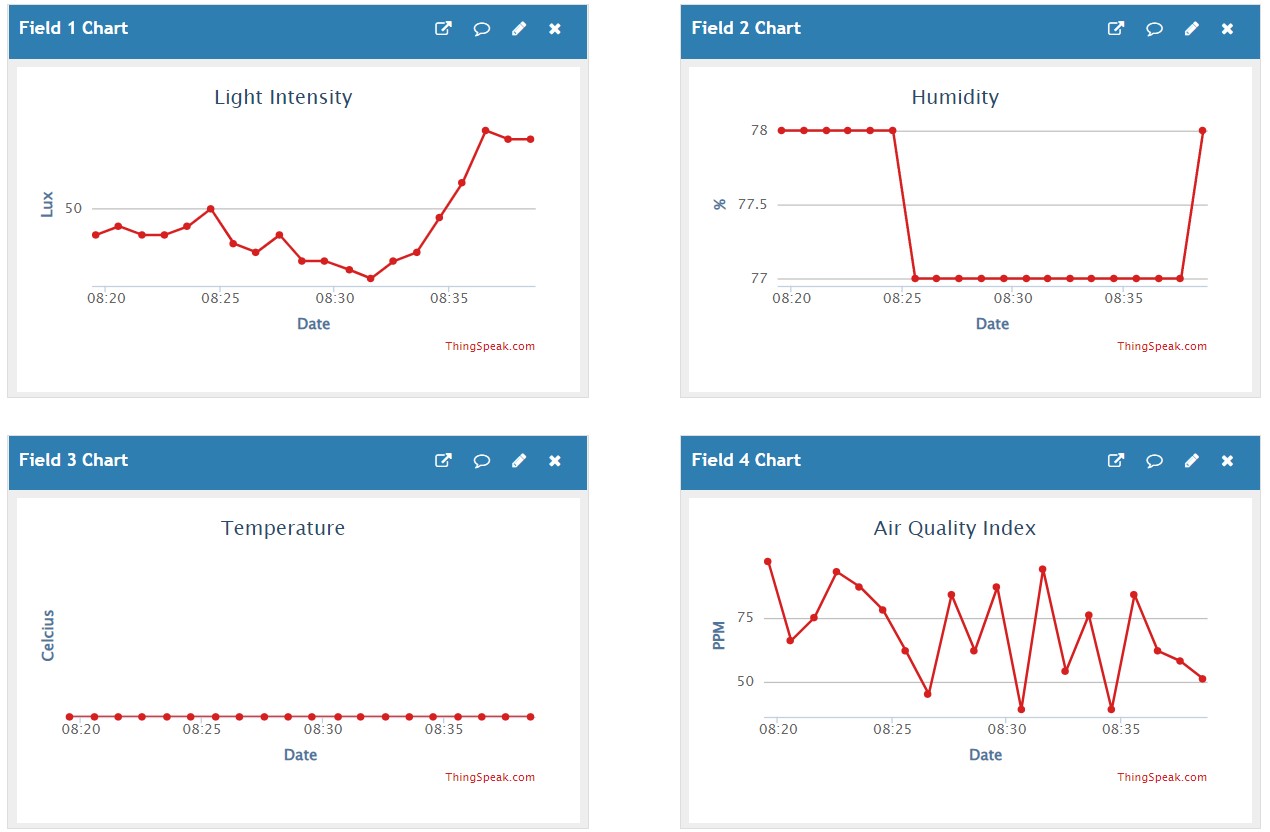 Field 1 Chart
Light Intensity
Lux
50
08:20 08:25 08:30 08:35
Date
ThingSpeak.com
Field 2 Chart
Humidity
%
78
77.5
77
08:20 08:25 08:30 08:35
Date
ThingSpeak.com
Field 3 Chart
Temperature
Celcius
08:20 08:25 08:30 08:35
Date
ThingSpeak.com
Field 4 Chart
Air Quality Index
PPM
75
50
08:20 08:25 08:30 08:35
Date
ThingSpeak.com